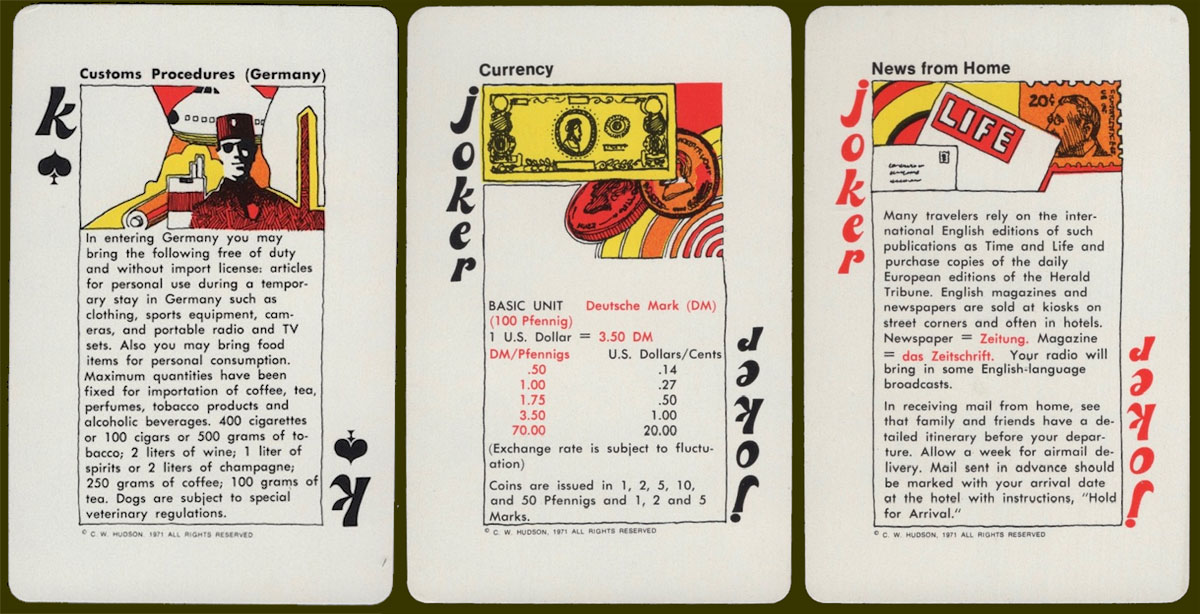 Customs Procedures (Germany)
k
In entering Germany you may
bring the following free of duty
and without import license: articles
for personal use during a tempor-
ary stay in Germany such as
clothing, sports equipment, cam-
eras, and portable radio and TV
sets. Also you may bring food
items for personal consumption.
Maximum quantities have been
fixed for importation of coffee, tea,
perfumes, tobacco products and
alcoholic beverages. 400 cigarettes
or 100 cigars or 500 grams of to-
bacco; 2 liters of wine; 1 liter of
spirits or 2 liters of champagne;
250 grams of coffee; 100 grams of
tea. Dogs are subject to special
veterinary regulations.
k
© C. W. HUDSON, 1971 ALL RIGHTS RESERVED
Currency
joker
BASIC UNIT Deutsche Mark (DM)
(100 Pfennig)
1 U.S. Dollar = 3.50 DM
DM/Pfennigs U.S. Dollars/Cents
.50 .14
1.00 .27
1.75 .50
3.50 1.00
70.00 20.00
(Exchange rate is subject to fluctu-
ation)
Coins are issued in 1, 2, 5, 10,
and 50 Pfennigs and 1, 2 and 5
Marks.
joker
© C. W. HUDSON, 1971 ALL RIGHTS RESERVED
News from Home
joker
LIFE
20¢
Many travelers rely on the inter-
national English editions of such
publications as Time and Life and
purchase copies of the daily
European editions of the Herald
Tribune. English magazines and
newspapers are sold at kiosks on
street corners and often in hotels.
Newspaper = Zeitung. Magazine
= das Zeitschrift. Your radio will
bring in some English-language
broadcasts.
In receiving mail from home, see
that family and friends have a de-
tailed itinerary before your depar-
ture. Allow a week for airmail de-
livery. Mail sent in advance should
be marked with your arrival date
at the hotel with instructions, "Hold
for Arrival."
joker
© C. W. HUDSON, 1971 ALL RIGHTS RESERVED